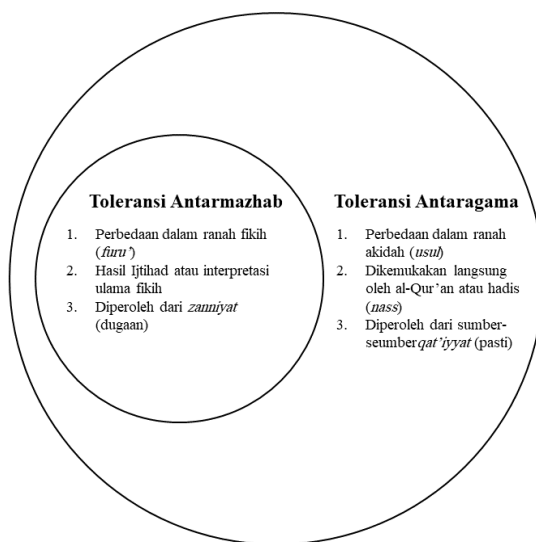 Toleransi Antarmazhab
1. Perbedaan dalam ranah fikih
(furu’)
2. Hasil Ijtihad atau interpretasi
ulama fikih
3. Diperoleh dari zanniyat
(dugaan)
Toleransi Antaragama
1. Perbedaan dalam ranah
akidah (usul)
2. Dikemukakan langsung
oleh al-Qur’an atau hadis
(nass)
3. Diperoleh dari sumber-
seumberqat’iyyat (pasti)